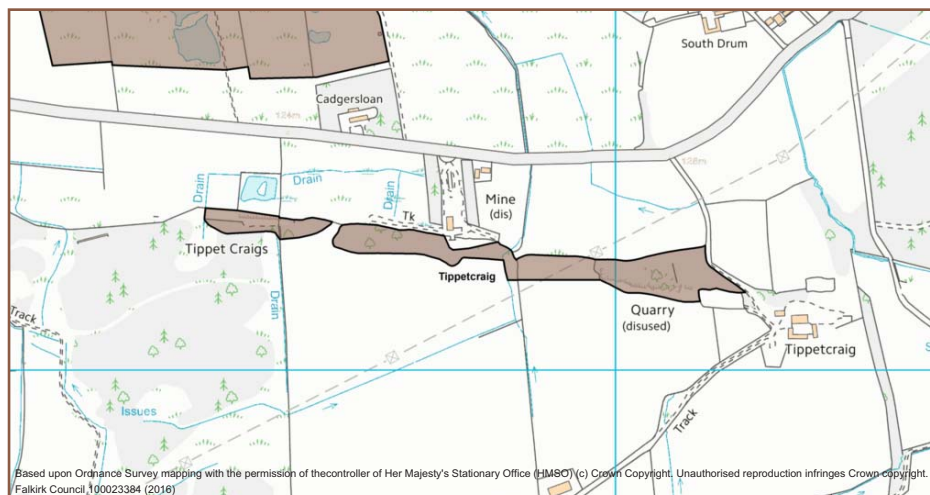 South Drum
Cadgersloan
124m
128m
Drain
Drain
Drain
Mine
(dis)
Tk
Tippet Craigs
Tippetcraig
Drain
Quarry
(disused)
Tippetcraig
Track
Issues
Track
S
Based upon Ordnance Survey mapping with the permission of thecontroller of Her Majesty's Stationary Office (HMSO) (c) Crown Copyright. Unauthorised reproduction infringes Crown copyright.
Falkirk Council,100023384 (2016)